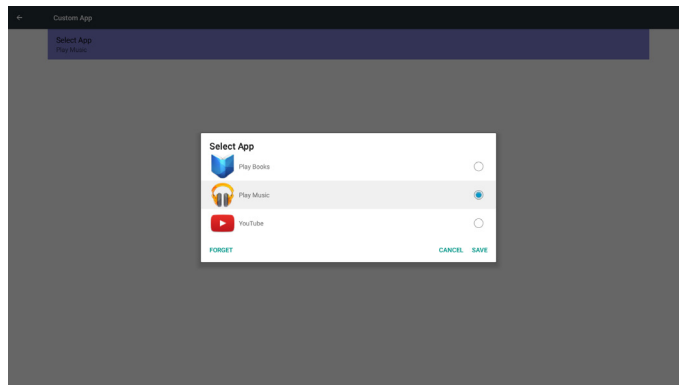 Custom App
Select App
Play Music
Select App
Play Books
Play Music
YouTube
FORGET CANCEL SAVE